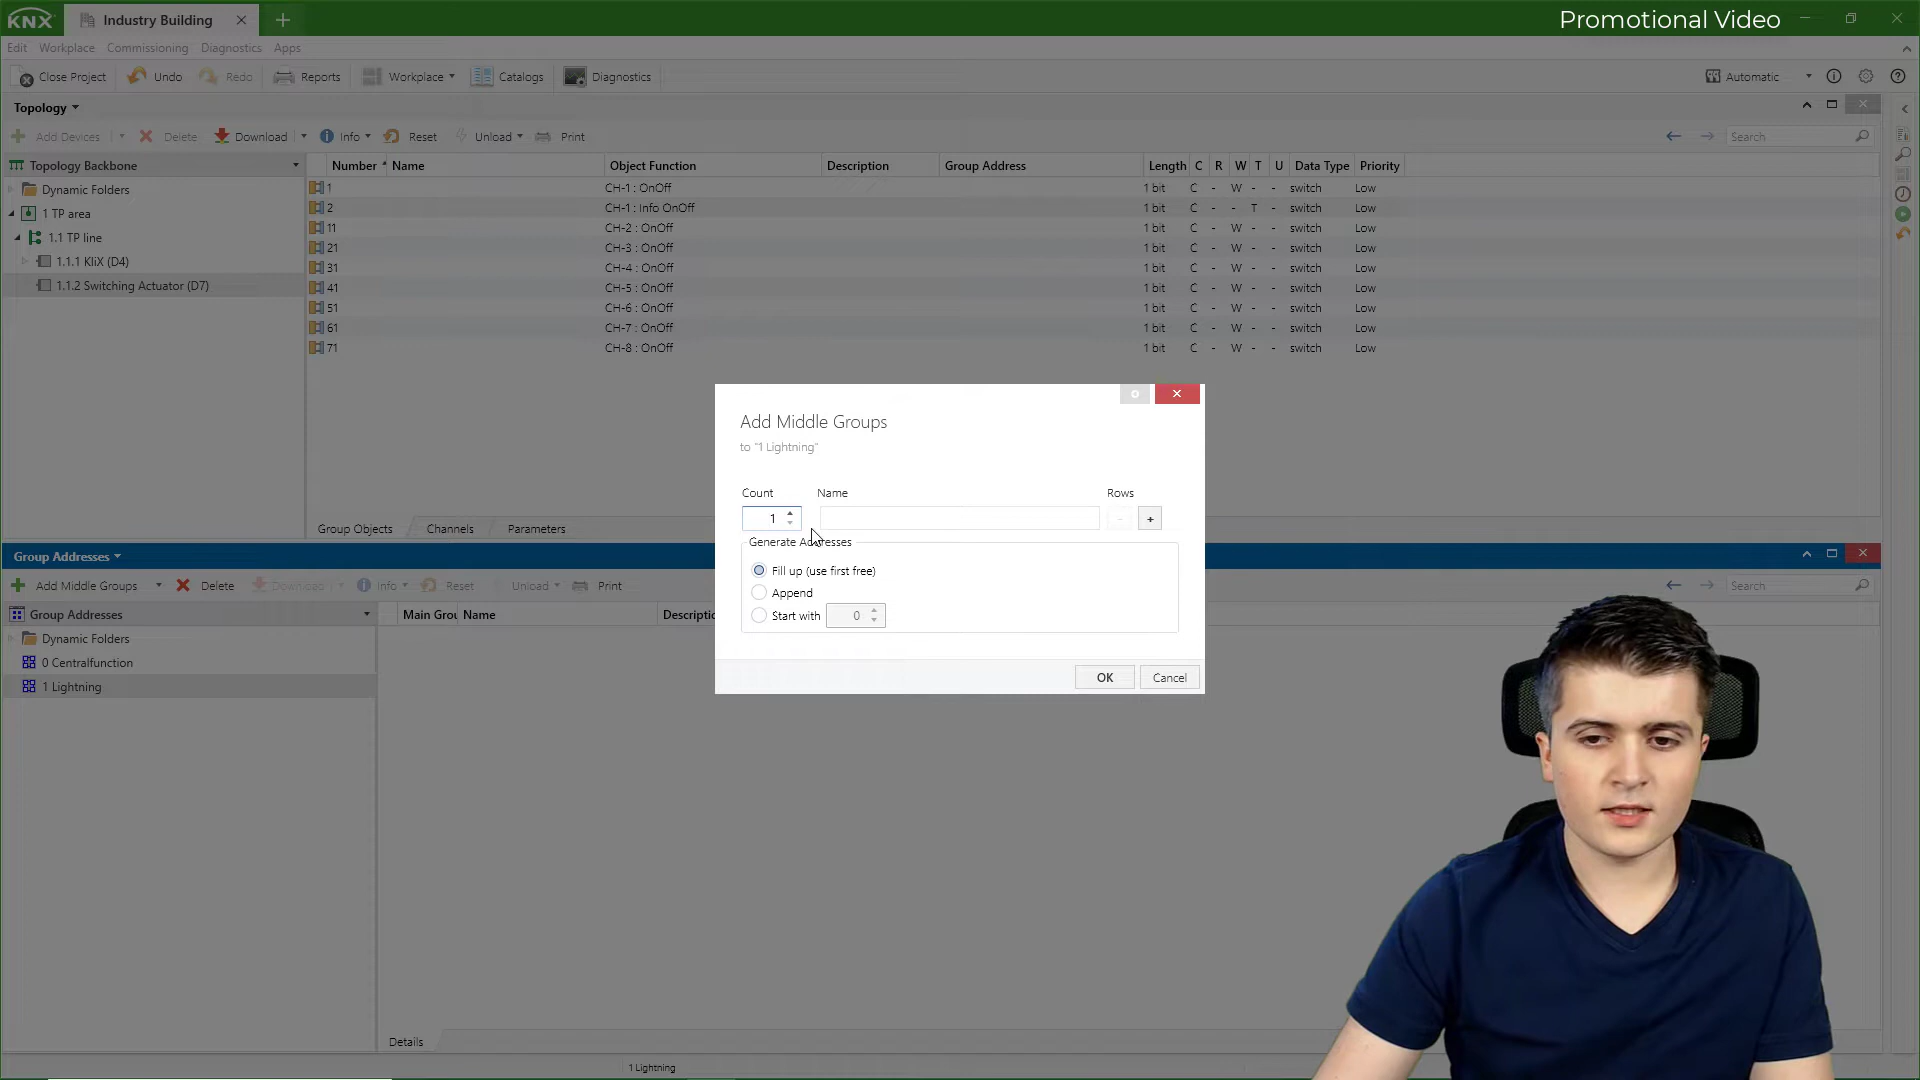 KNX Industry Building Promotional Video
Edit Workplace Commissioning Diagnostics Apps
Close Project Undo Redo Reports Workplace Catalogs Diagnostics Automatic
Topology
Add Devices Delete Download Info Reset Unload Print Search
Topology Backbone
Number Name Object Function Description Group Address Length C R W T U Data Type Priority
Dynamic Folders
1 TP area
1.1 TP line
1.1.1 KliX (D4)
1.1.2 Switching Actuator (D7)
1 CH-1 : OnOff 1 bit C - W - - switch Low
2 CH-1 : Info OnOff 1 bit C - - T - switch Low
11 CH-2 : OnOff 1 bit C - W - - switch Low
21 CH-3 : OnOff 1 bit C - W - - switch Low
31 CH-4 : OnOff 1 bit C - W - - switch Low
41 CH-5 : OnOff 1 bit C - W - - switch Low
51 CH-6 : OnOff 1 bit C - W - - switch Low
61 CH-7 : OnOff 1 bit C - W - - switch Low
71 CH-8 : OnOff 1 bit C - W - - switch Low
Group Objects Channels Parameters
Add Middle Groups
to "1 Lightning"
Count Name Rows
1 - +
Generate Addresses
Fill up (use first free)
Append
Start with 0
OK Cancel
Group Addresses
Add Middle Groups Delete Download Info Reset Unload Print Search
Group Addresses
Main Grou Name Descriptio
Dynamic Folders
0 Centralfunction
1 Lightning
Details
1 Lightning